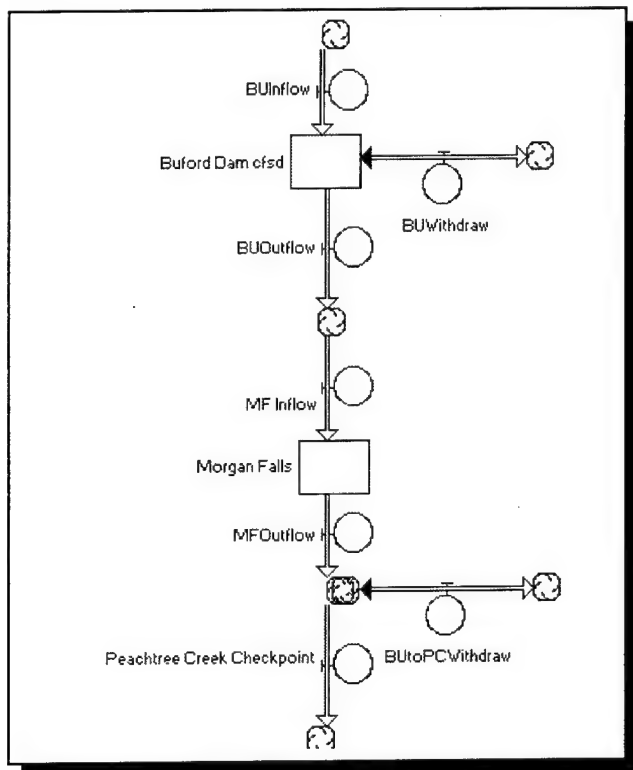 BUInflow
Buford Dam cfsd
BUWithdraw
BUOutflow
MF Inflow
Morgan Falls
MFOutflow
Peachtree Creek Checkpoint
BUtoPCWithdraw